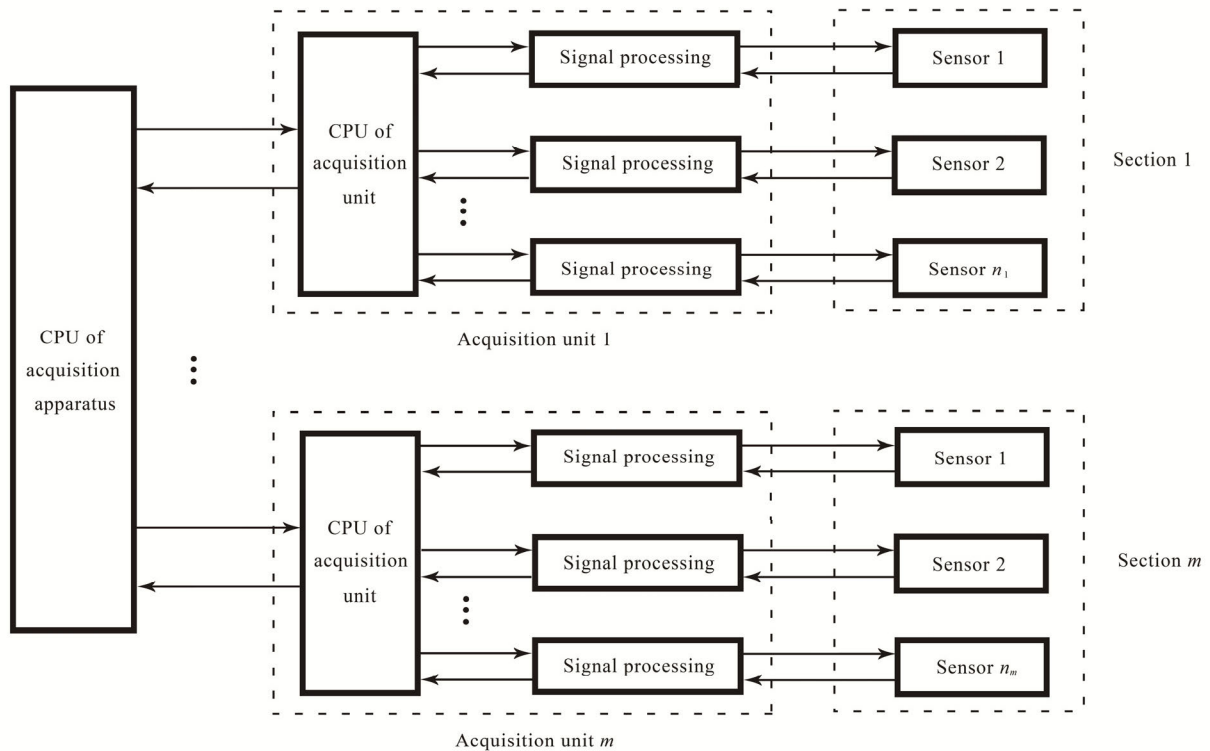 CPU of
acquisition
apparatus
CPU of
acquisition
unit
Signal processing
Sensor 1
Signal processing
Sensor 2
Signal processing
Sensor n₁
Section 1
Acquisition unit 1
CPU of
acquisition
unit
Signal processing
Sensor 1
Signal processing
Sensor 2
Signal processing
Sensor nₘ
Section m
Acquisition unit m